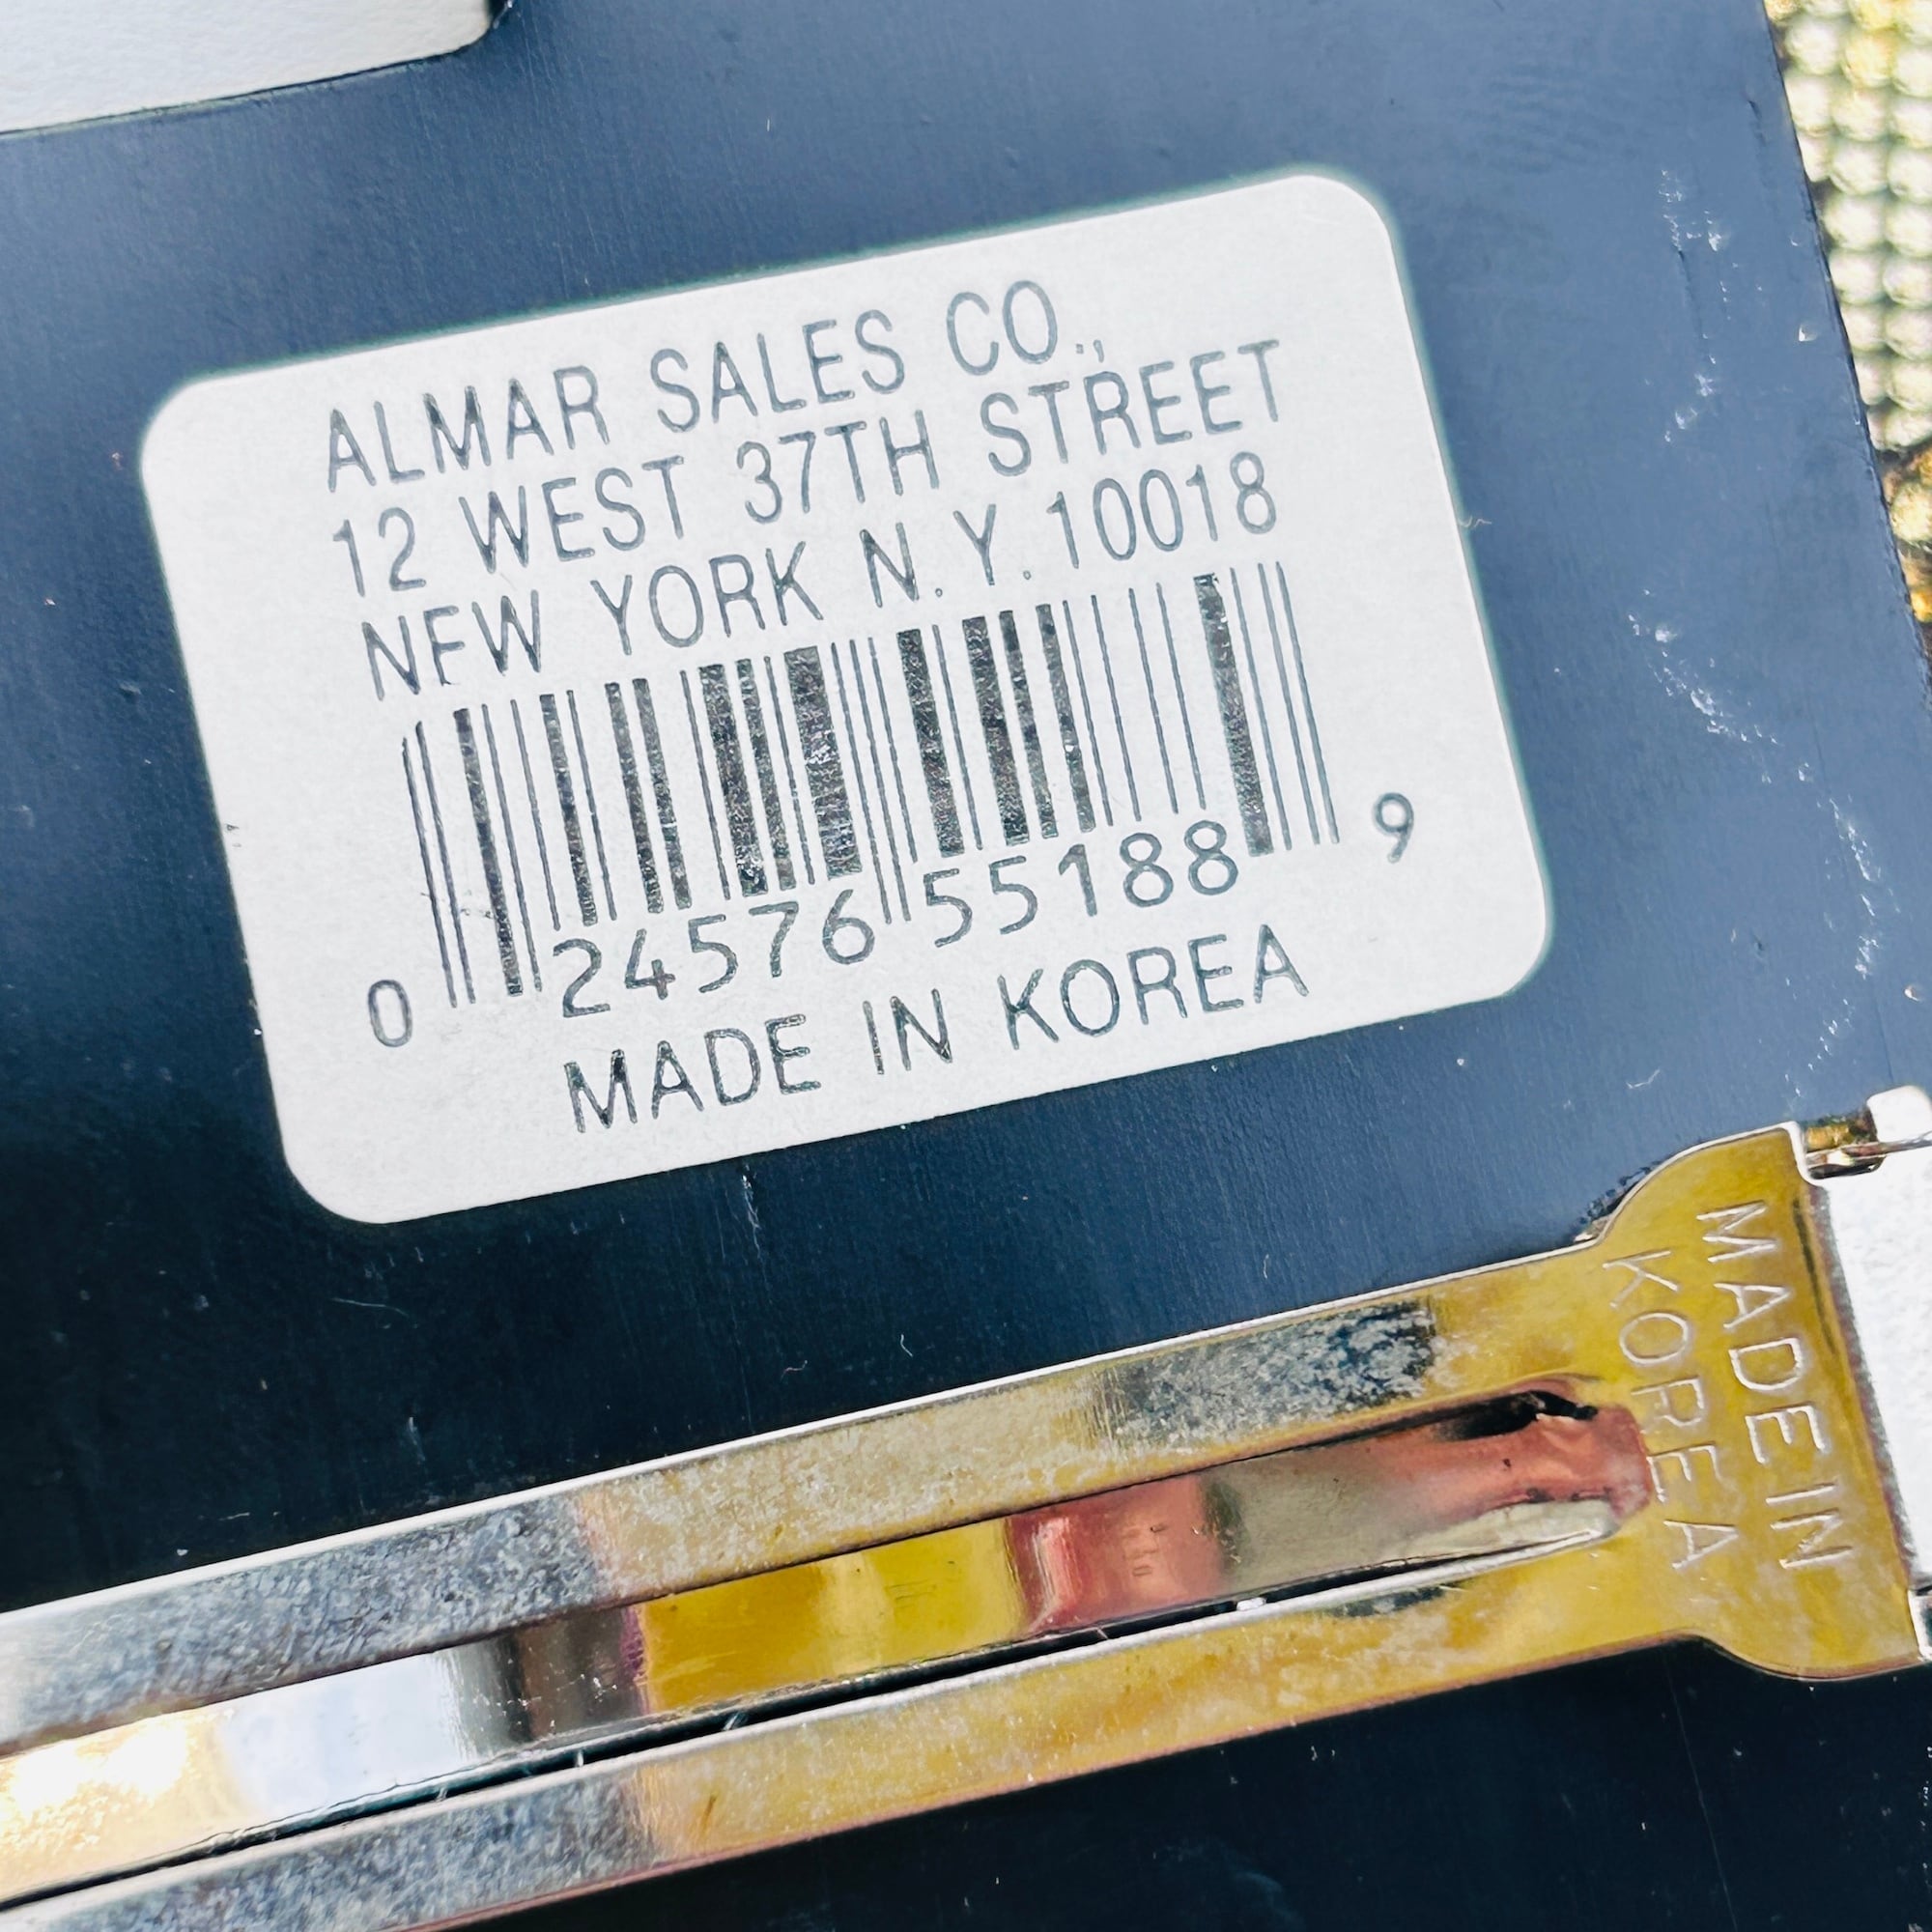 ALMAR SALES CO.,
12 WEST 37TH STREET
NEW YORK N.Y. 10018
0 24576 55188 9
MADE IN KOREA
MADE IN
KOREA